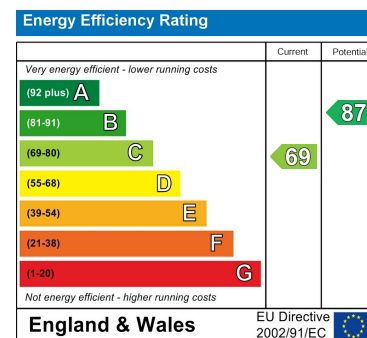 Energy Efficiency Rating
Current Potential
Very energy efficient - lower running costs
(92 plus) A
(81-91) B
87
(69-80) C
69
(55-68) D
(39-54) E
(21-38) F
(1-20) G
Not energy efficient - higher running costs
England & Wales
EU Directive
2002/91/EC